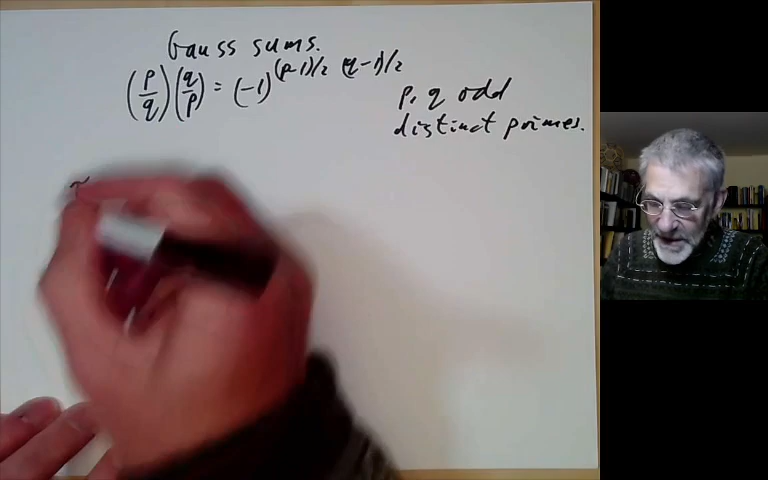 Gauss sums.
(p/q)(q/p) = (-1)^(p-1)/2 (q-1)/2
p, q odd
distinct primes.